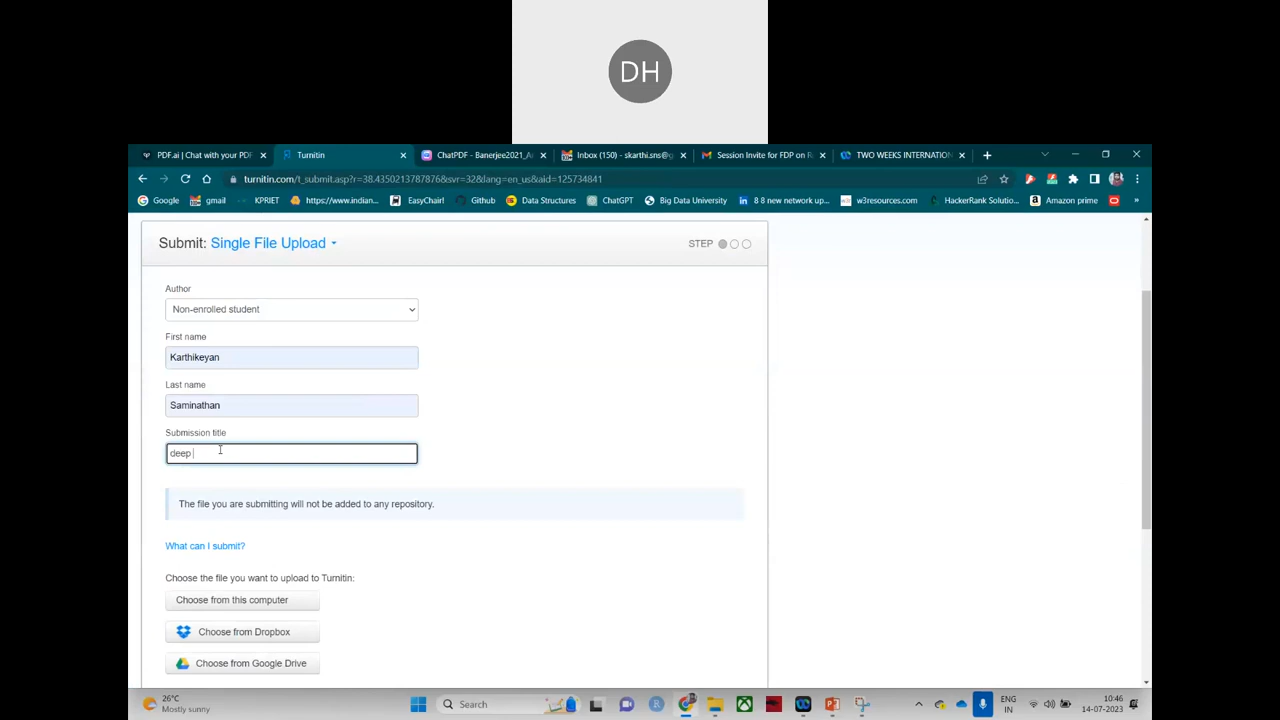 DH
PDF.ai | Chat with your PDF
Turnitin
ChatPDF - Banerjee2021_A
Inbox (150) - skarthi.sns@g
Session Invite for FDP on R
TWO WEEKS INTERNATION
turnitin.com/t_submit.asp?r=38.4350213787876&svr=32&lang=en_us&aid=125734841
Google
gmail
KPRIET
https://www.indian...
EasyChair!
Github
Data Structures
ChatGPT
Big Data University
8 8 new network up...
w3resources.com
HackerRank Solutio...
Amazon prime
»
Submit: Single File Upload
STEP
Author
Non-enrolled student
First name
Karthikeyan
Last name
Saminathan
Submission title
deep
The file you are submitting will not be added to any repository.
What can I submit?
Choose the file you want to upload to Turnitin:
Choose from this computer
Choose from Dropbox
Choose from Google Drive
26°C
Mostly sunny
Search
ENG
IN
10:46
14-07-2023